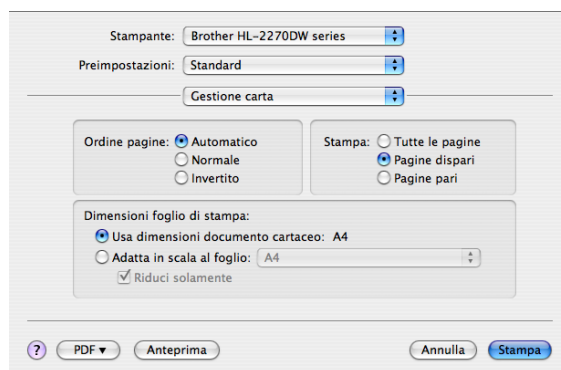 Stampante: Brother HL-2270DW series
Preimpostazioni: Standard
Gestione carta
Ordine pagine: Automatico
Normale
Invertito
Stampa: Tutte le pagine
Pagine dispari
Pagine pari
Dimensioni foglio di stampa:
Usa dimensioni documento cartaceo: A4
Adatta in scala al foglio: A4
Riduci solamente
? PDF▼ Anteprima Annulla Stampa